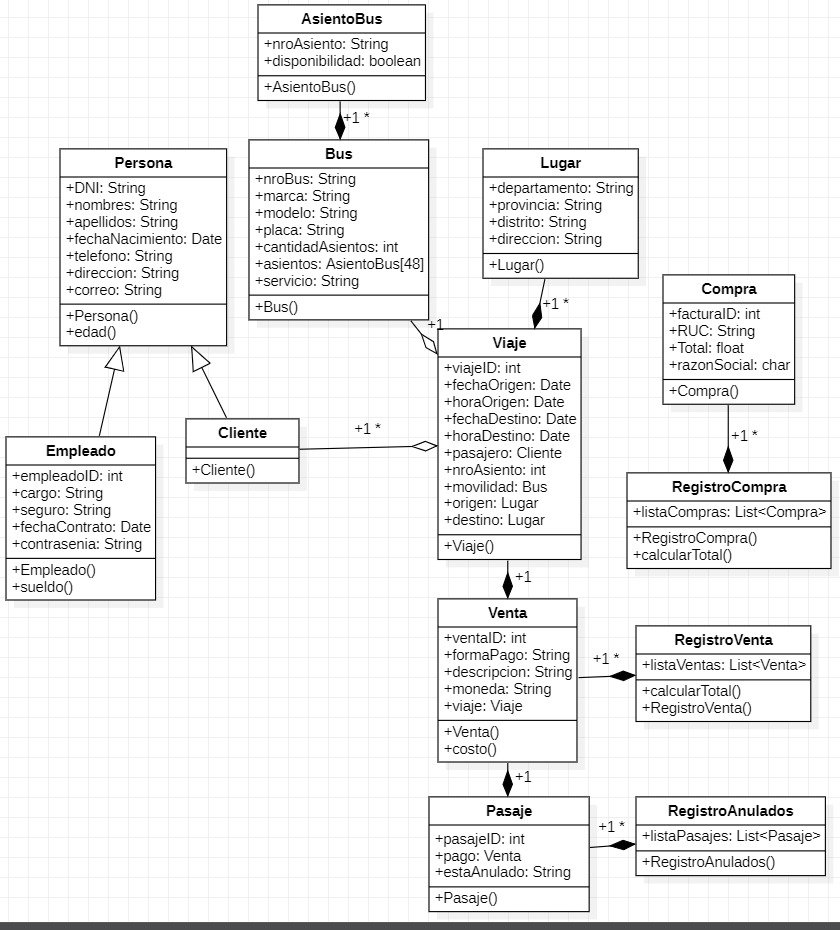 AsientoBus
+nroAsiento: String
+disponibilidad: boolean
+AsientoBus()
+1 *
Persona
+DNI: String
+nombres: String
+apellidos: String
+fechaNacimiento: Date
+telefono: String
+direccion: String
+correo: String
+Persona()
+edad()
Bus
+nroBus: String
+marca: String
+modelo: String
+placa: String
+cantidadAsientos: int
+asientos: AsientoBus[48]
+servicio: String
+Bus()
+1
Lugar
+departamento: String
+provincia: String
+distrito: String
+direccion: String
+Lugar()
+1 *
Compra
+facturaID: int
+RUC: String
+Total: float
+razonSocial: char
+Compra()
+1 *
Empleado
+empleadoID: int
+cargo: String
+seguro: String
+fechaContrato: Date
+contrasenia: String
+Empleado()
+sueldo()
Cliente
+Cliente()
+1 *
Viaje
+viajeID: int
+fechaOrigen: Date
+horaOrigen: Date
+fechaDestino: Date
+horaDestino: Date
+pasajero: Cliente
+nroAsiento: int
+movilidad: Bus
+origen: Lugar
+destino: Lugar
+Viaje()
+1
RegistroCompra
+listaCompras: List<Compra>
+RegistroCompra()
+calcularTotal()
Venta
+ventaID: int
+formaPago: String
+descripcion: String
+moneda: String
+viaje: Viaje
+Venta()
+costo()
+1 *
RegistroVenta
+listaVentas: List<Venta>
+calcularTotal()
+RegistroVenta()
+1
Pasaje
+pasajeID: int
+pago: Venta
+estaAnulado: String
+Pasaje()
+1 *
RegistroAnulados
+listaPasajes: List<Pasaje>
+RegistroAnulados()